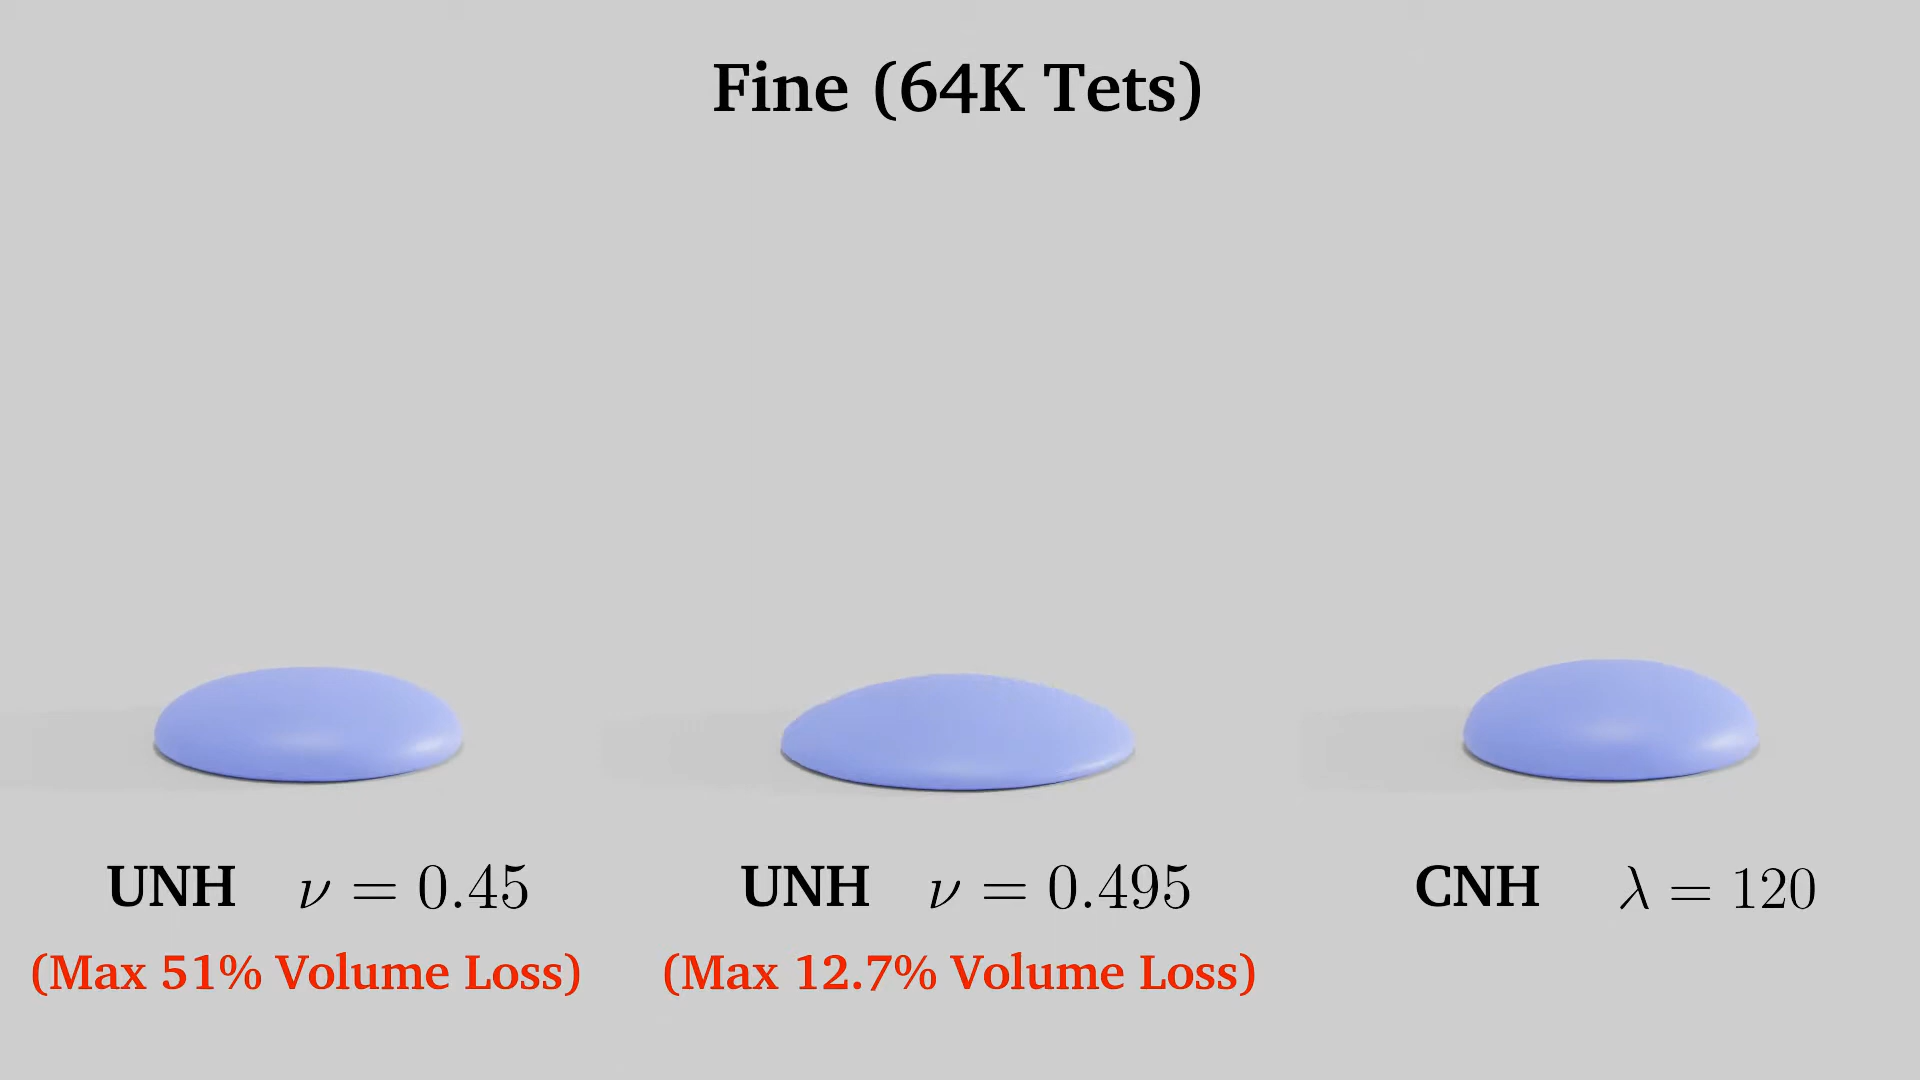 Fine (64K Tets)
UNH ν = 0.45
UNH ν = 0.495
CNH λ = 120
(Max 51% Volume Loss)
(Max 12.7% Volume Loss)